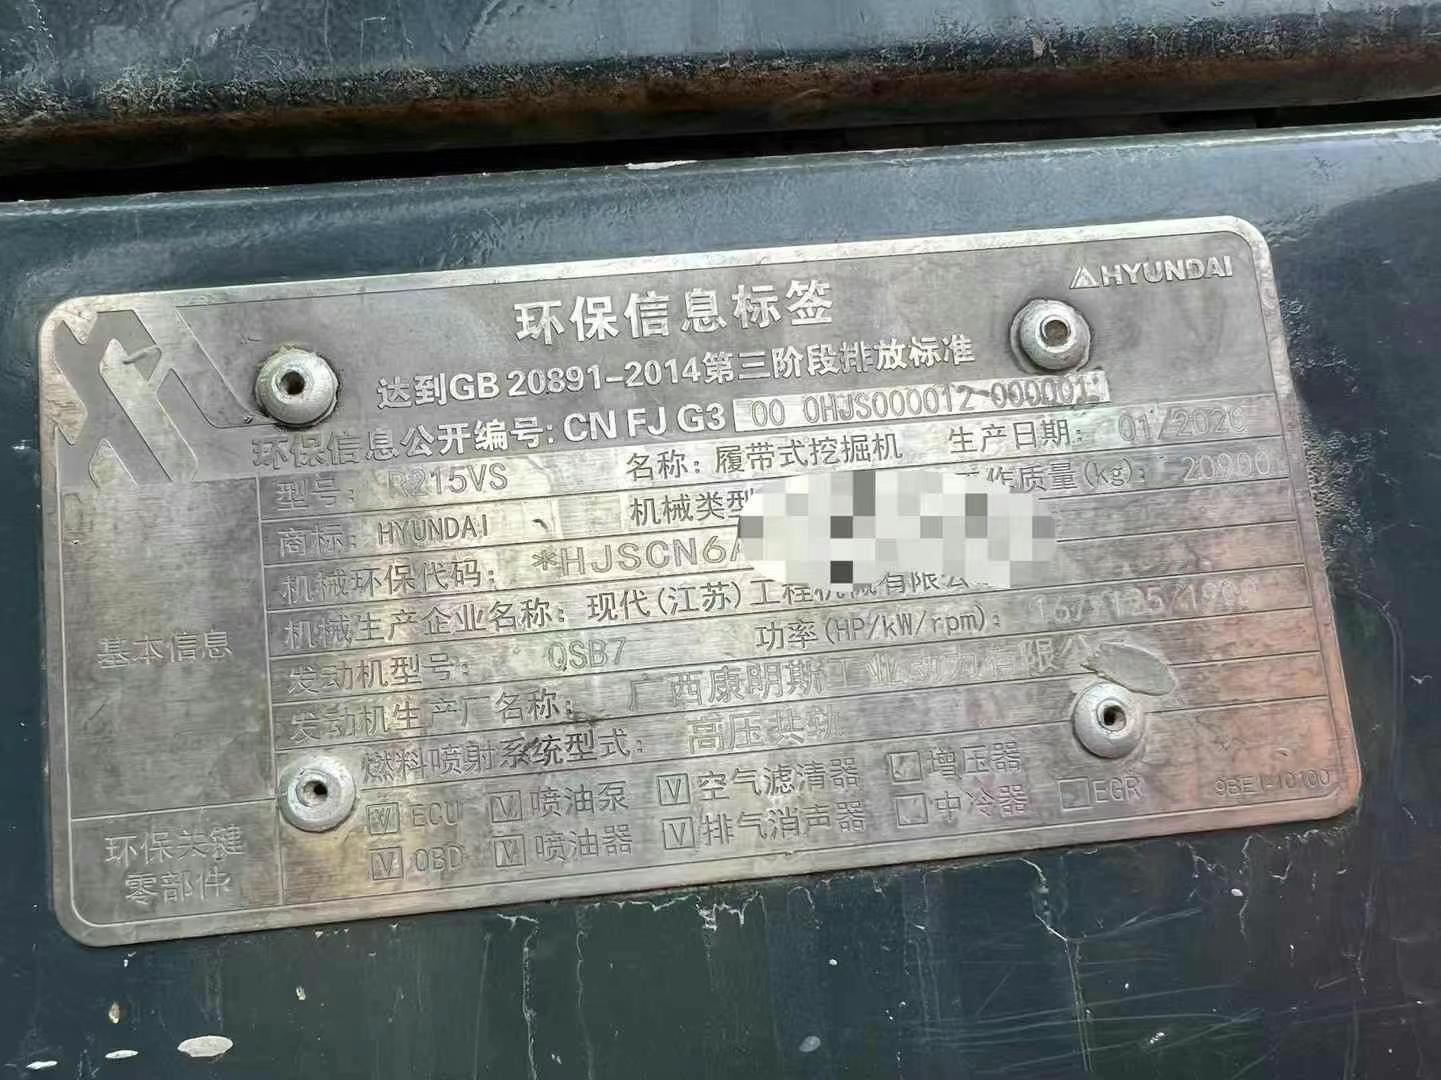 HYUNDAI
环保信息标签
达到GB 20891-2014第三阶段排放标准
环保信息公开编号: CN FJ G3 00 0HJS000012-000001
型号: R215VS 名称: 履带式挖掘机 生产日期: 01/2020
商标: HYUNDAI 机械类型 作质量(kg): 20900
机械环保代码: *HJSCN6
机械生产企业名称: 现代(江苏)工程机械有限公
发动机型号: QSB7 功率(HP/kW/rpm): 167/125/1900
发动机生产厂名称: 广西康明斯工业动力有限公
燃料喷射系统型式: 高压共轨
基本信息
V ECU V 喷油泵 V 空气滤清器 V 增压器
V OBD V 喷油器 V 排气消声器 V 中冷器 EGR
环保关键
零部件
9BE1-10100